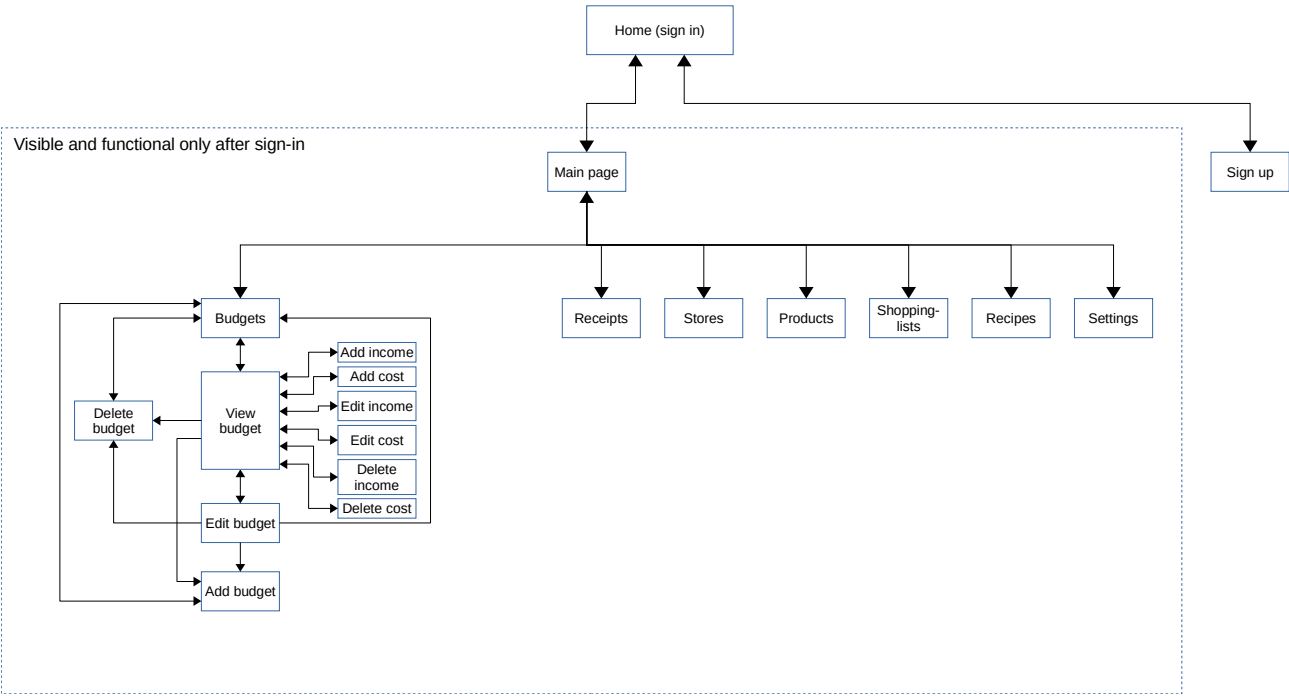 Home (sign in)
Visible and functional only after sign-in
Main page
Sign up
Budgets
Receipts
Stores
Products
Shopping-
lists
Recipes
Settings
Add income
Add cost
Edit income
Edit cost
Delete
income
Delete cost
View
budget
Delete
budget
Edit budget
Add budget